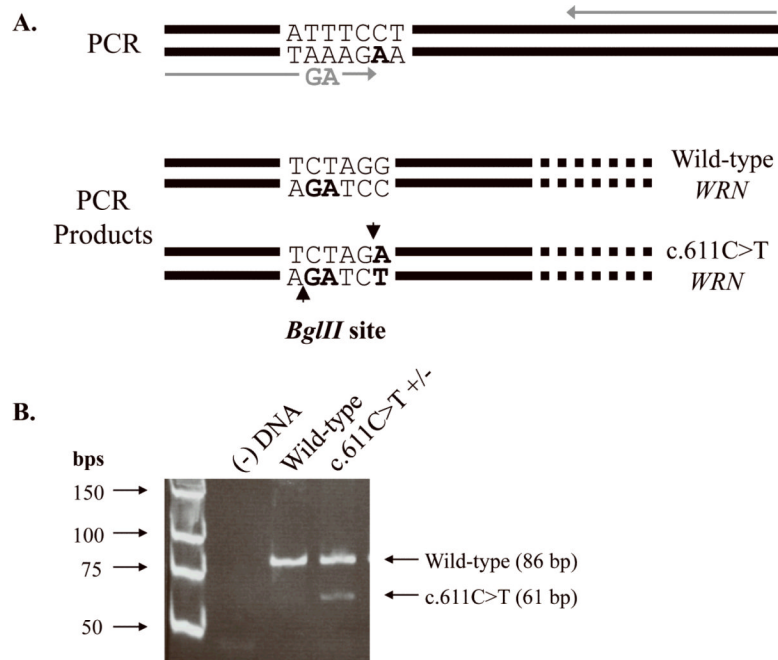 A.
PCR
ATTTCCT
TAAAGAA
GA
PCR
Products
TCTAGG
AGATCC
Wild-type
WRN
TCTAGA
AGATCT
c.611C>T
WRN
BglII site
B.
bps
(-) DNA
Wild-type
c.611C>T +/-
150
100
75
50
Wild-type (86 bp)
c.611C>T (61 bp)